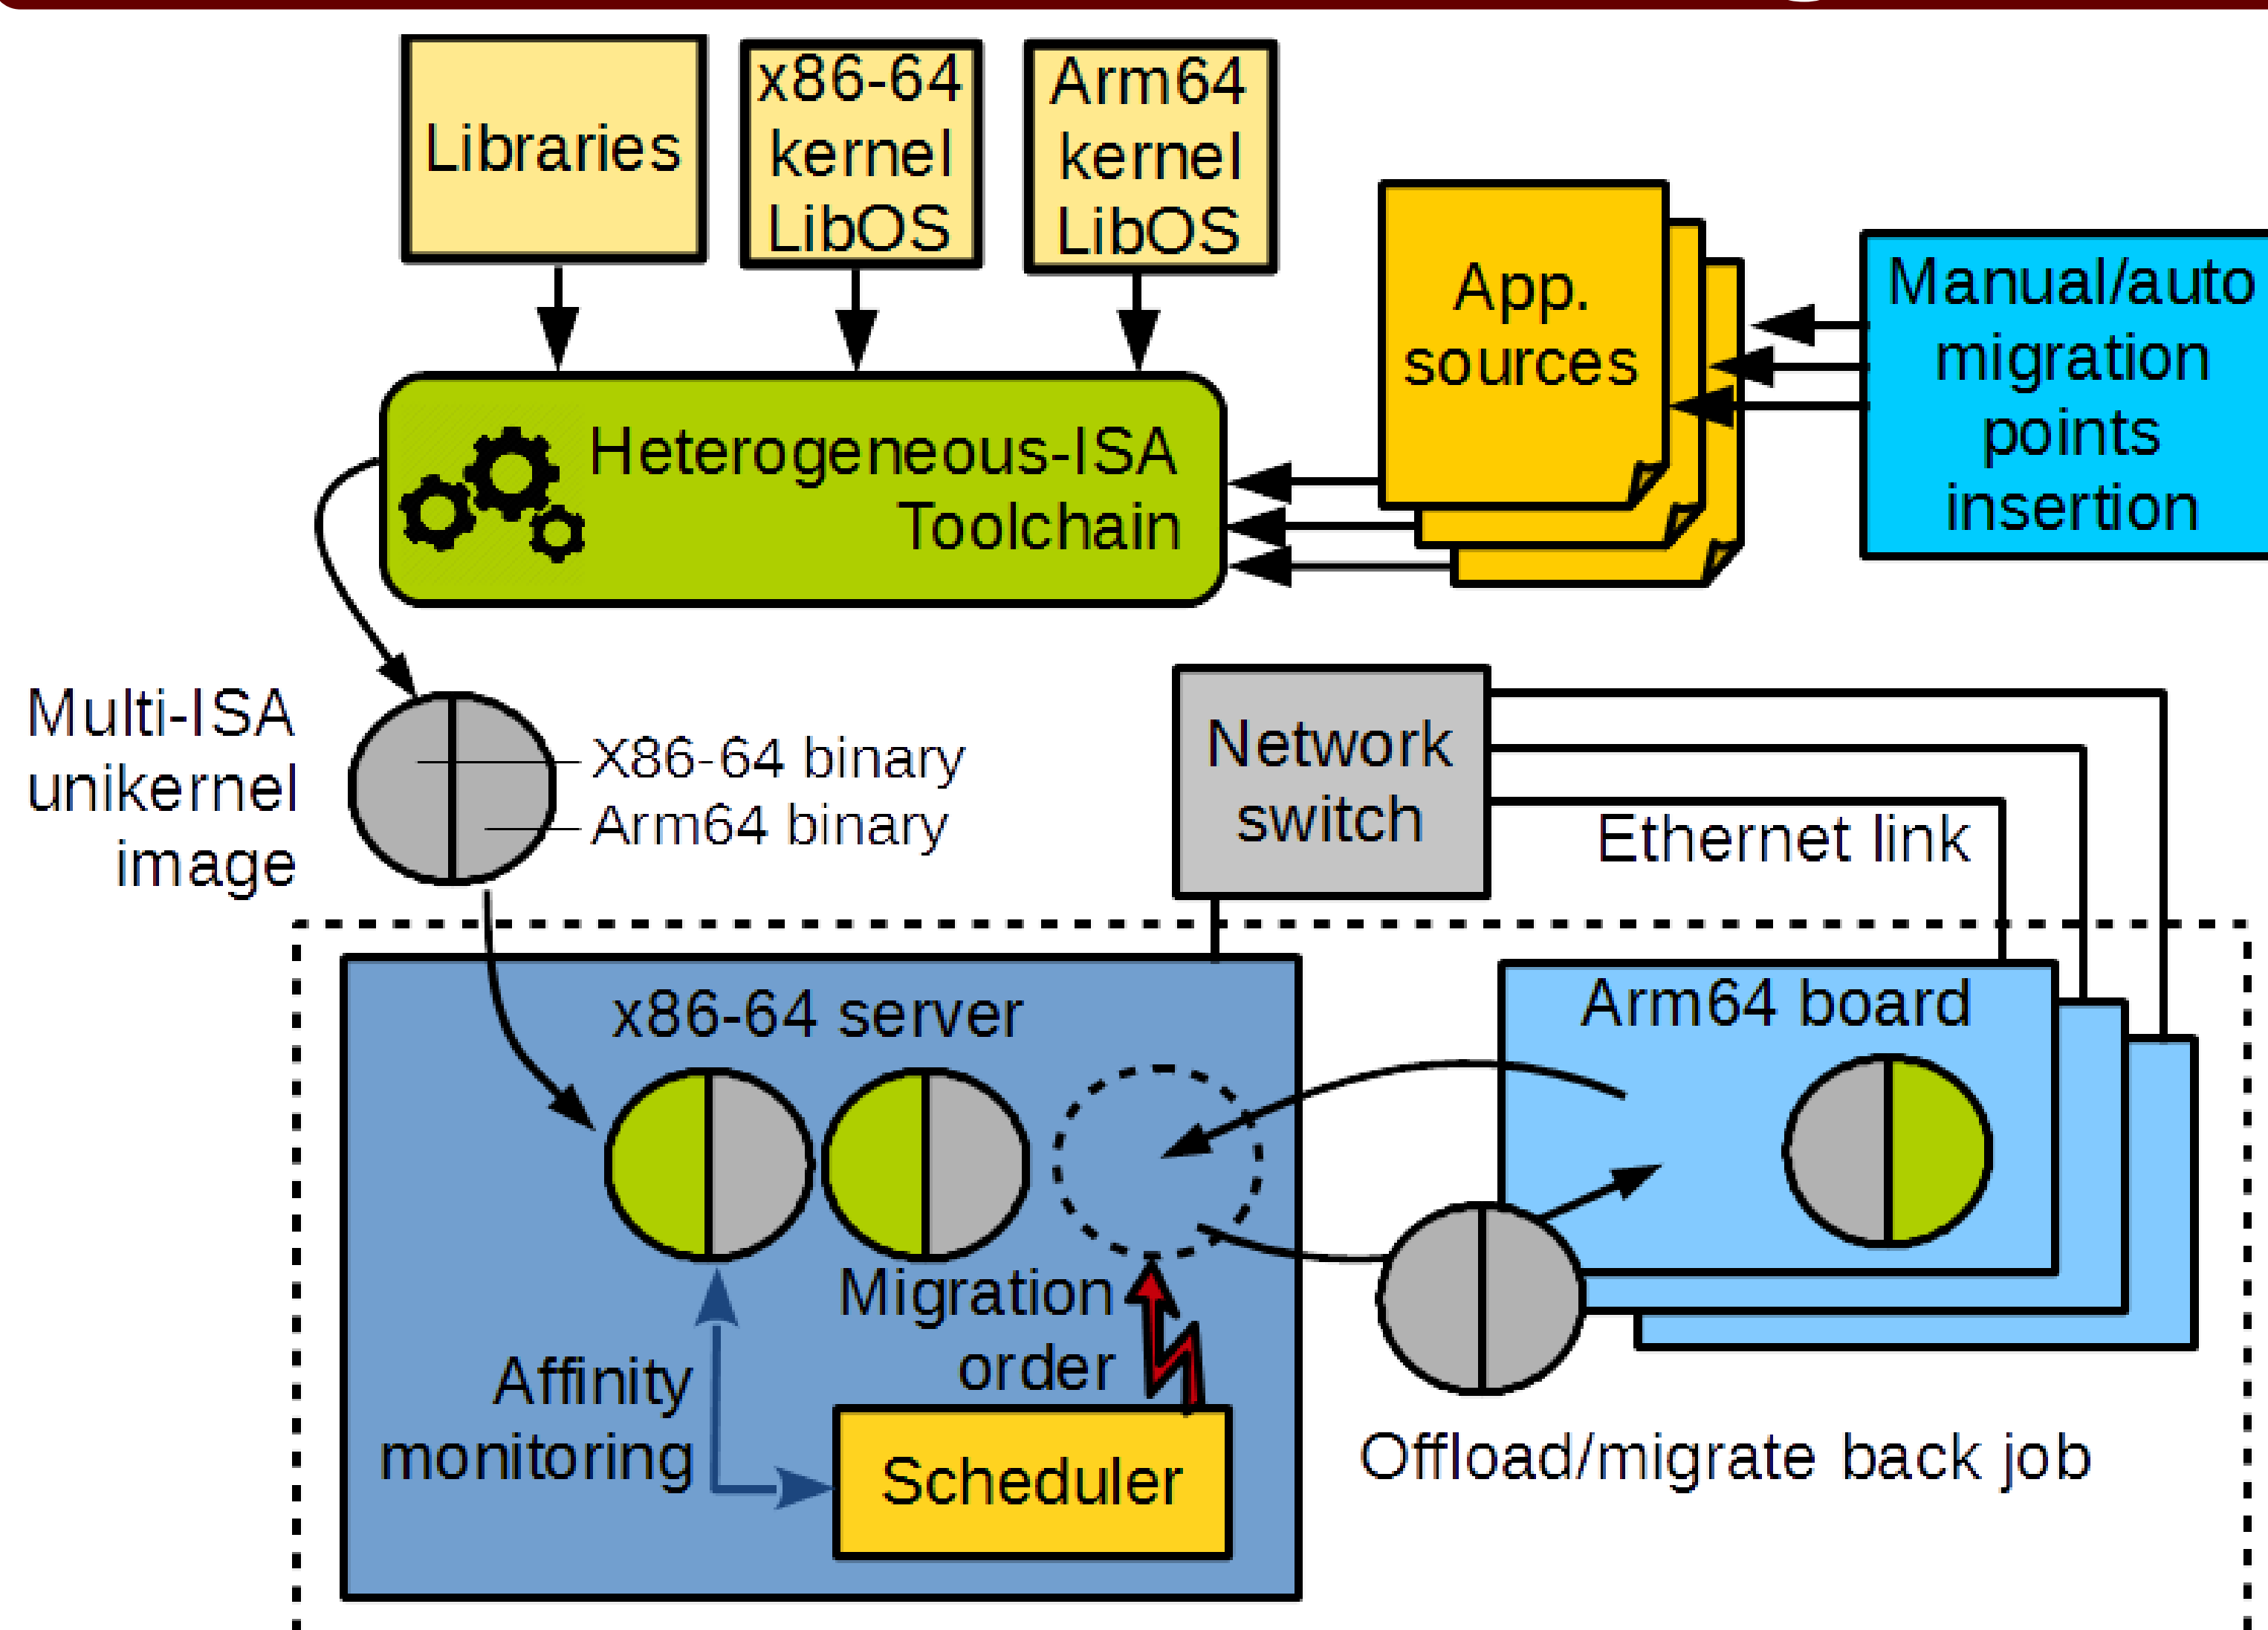 Libraries
x86-64
kernel
LibOS
Arm64
kernel
LibOS
App.
sources
Manual/auto
migration
points
insertion
Heterogeneous-ISA
Toolchain
Multi-ISA
unikernel
image
X86-64 binary
Arm64 binary
Network
switch
Ethernet link
x86-64 server
Arm64 board
Migration
order
Affinity
monitoring
Scheduler
Offload/migrate back job